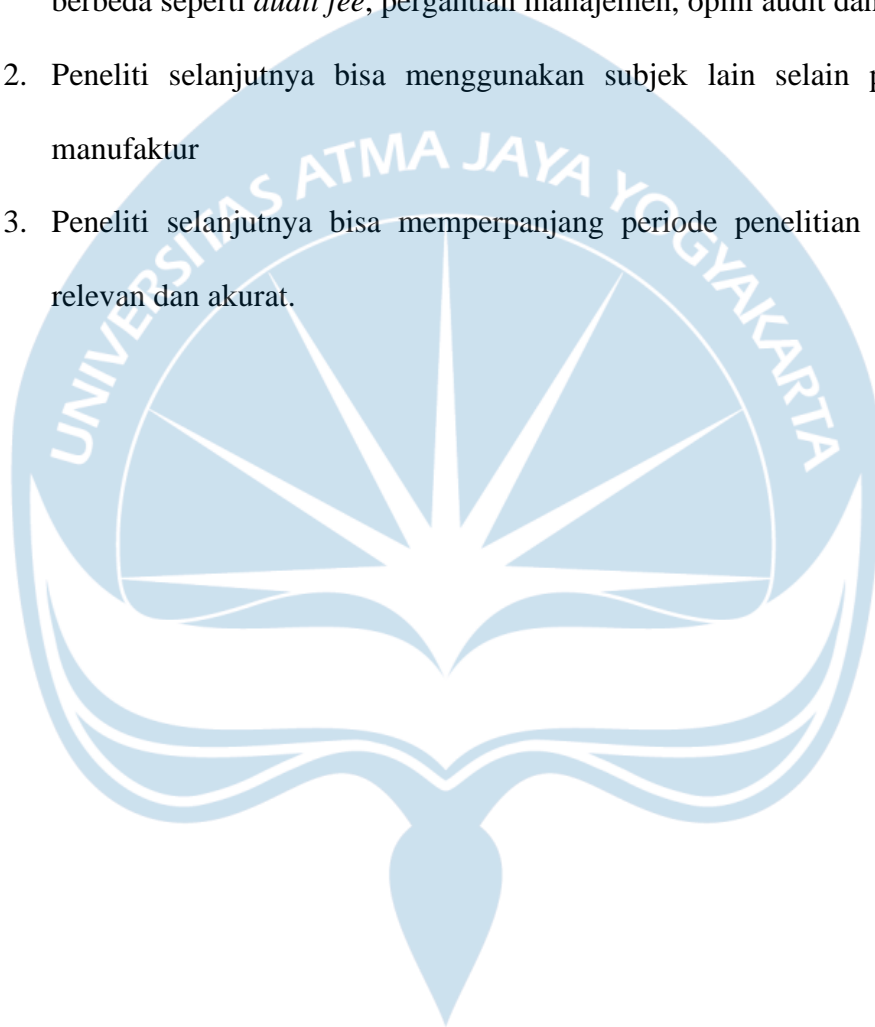 berbeda seperti audit fee, pergantian manajemen, opini audit dan
2. Peneliti selanjutnya bisa menggunakan subjek lain selain
manufaktur
3. Peneliti selanjutnya bisa memperpanjang periode penelitian
relevan dan akurat.
UNIVERSITAS ATMA JAYA YOGYAKARTA